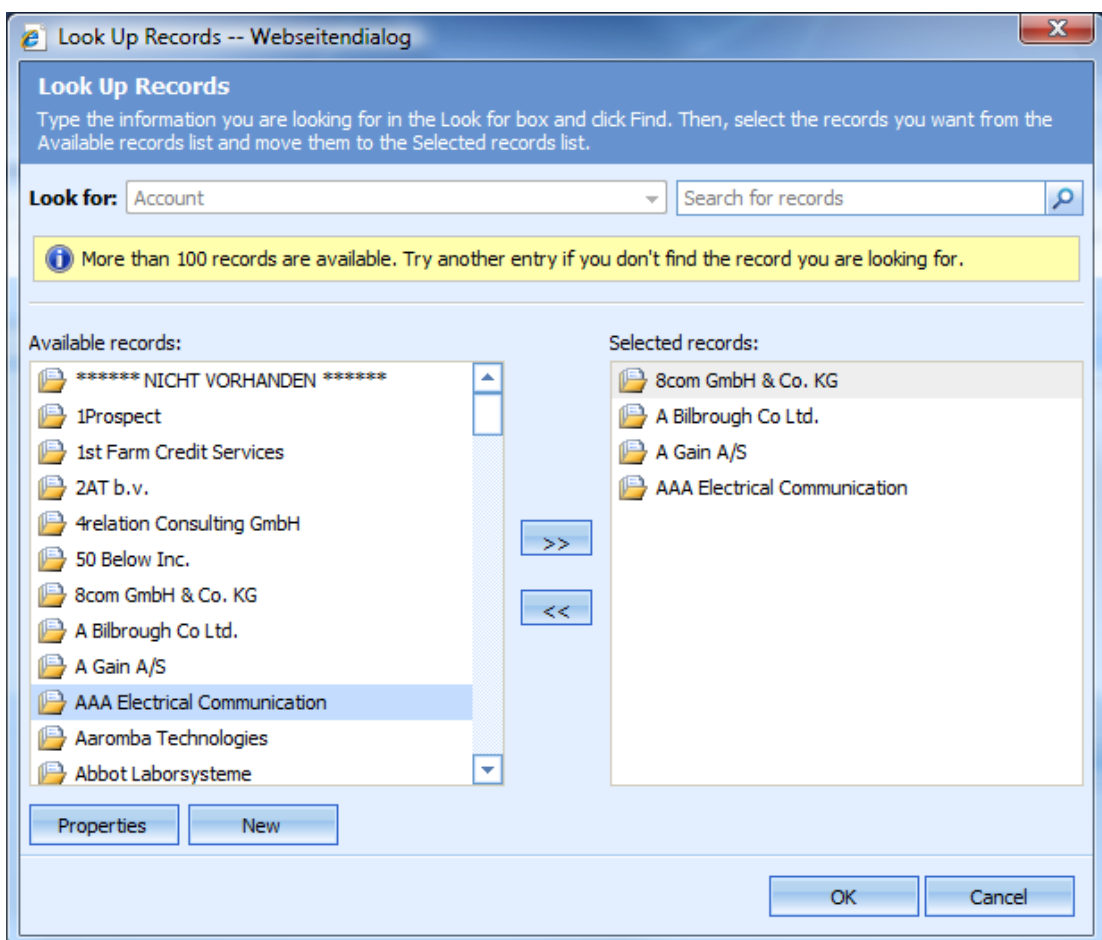 Look Up Records -- Webseitendialog
Look Up Records
Type the information you are looking for in the Look for box and click Find. Then, select the records you want from the
Available records list and move them to the Selected records list.
Look for: Account Search for records
More than 100 records are available. Try another entry if you don't find the record you are looking for.
Available records:
****** NICHT VORHANDEN ******
1Prospect
1st Farm Credit Services
2AT b.v.
4relation Consulting GmbH
50 Below Inc.
8com GmbH & Co. KG
A Bilbrough Co Ltd.
A Gain A/S
AAA Electrical Communication
Aaromba Technologies
Abbot Laborsysteme
>>
<<
Selected records:
8com GmbH & Co. KG
A Bilbrough Co Ltd.
A Gain A/S
AAA Electrical Communication
Properties New
OK Cancel